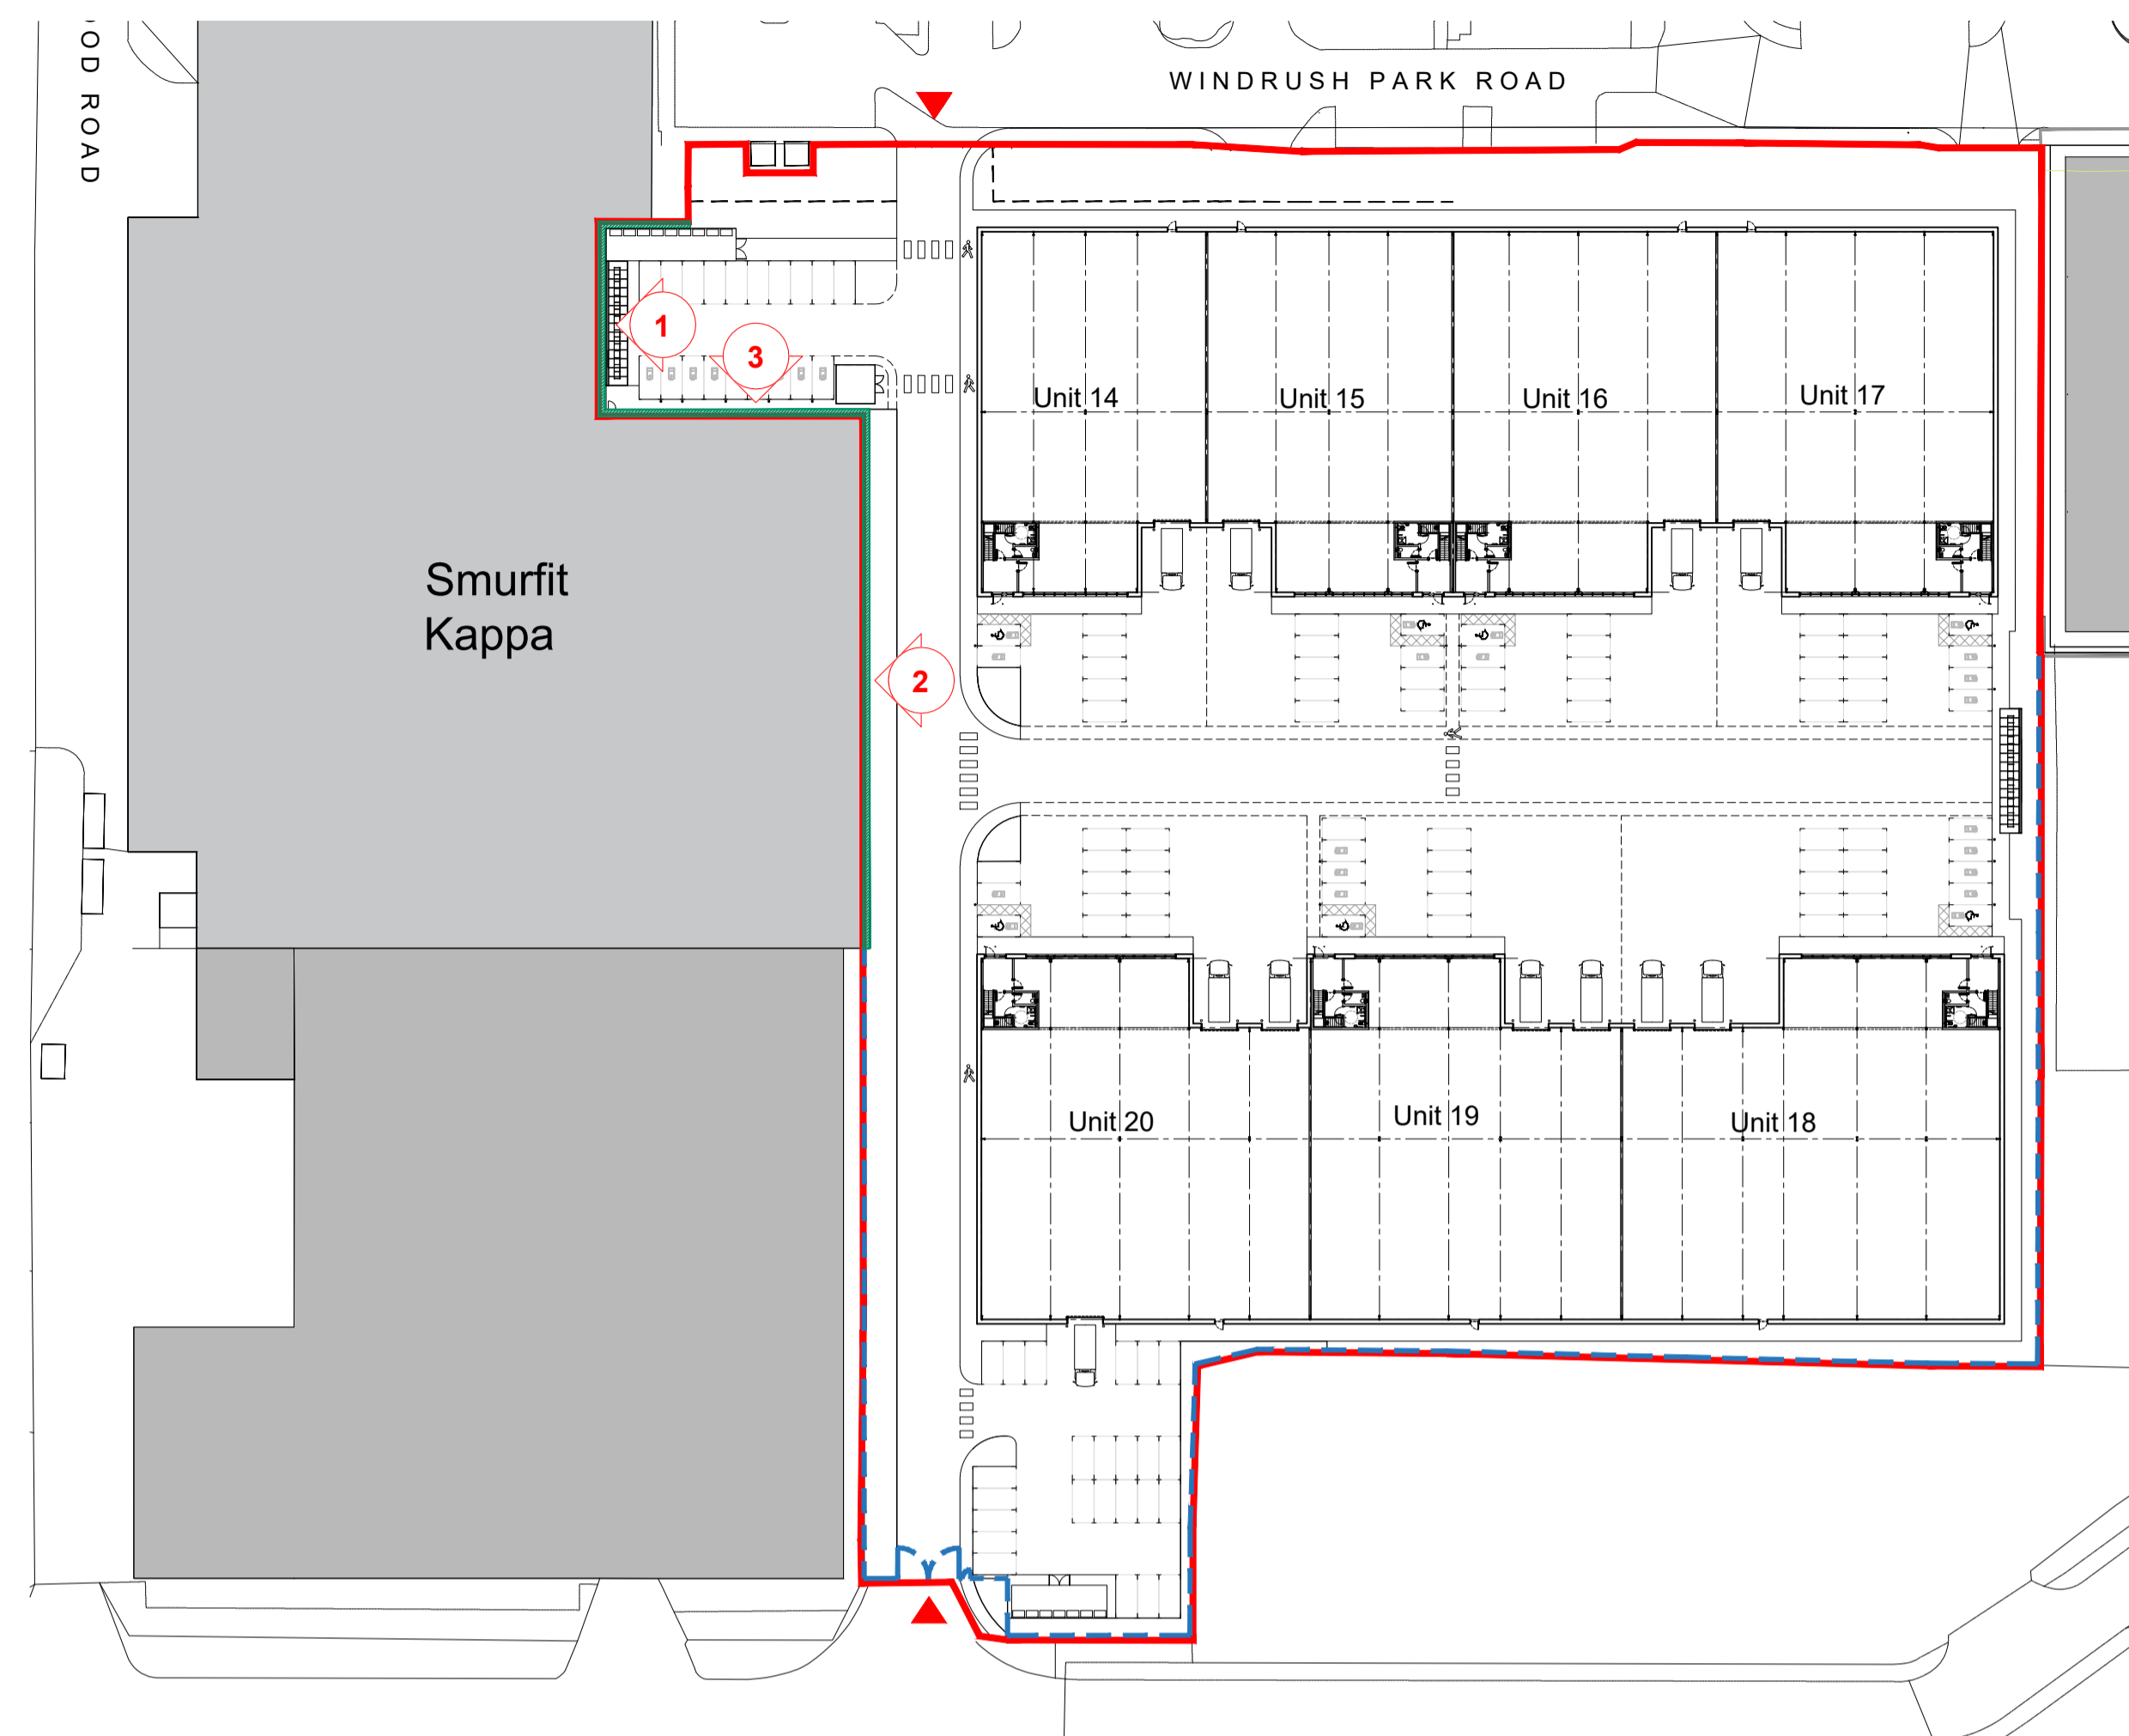 OD ROAD
WINDRUSH PARK ROAD
1
3
Unit 14
Unit 15
Unit 16
Unit 17
Smurfit
Kappa
2
Unit 20
Unit 19
Unit 18